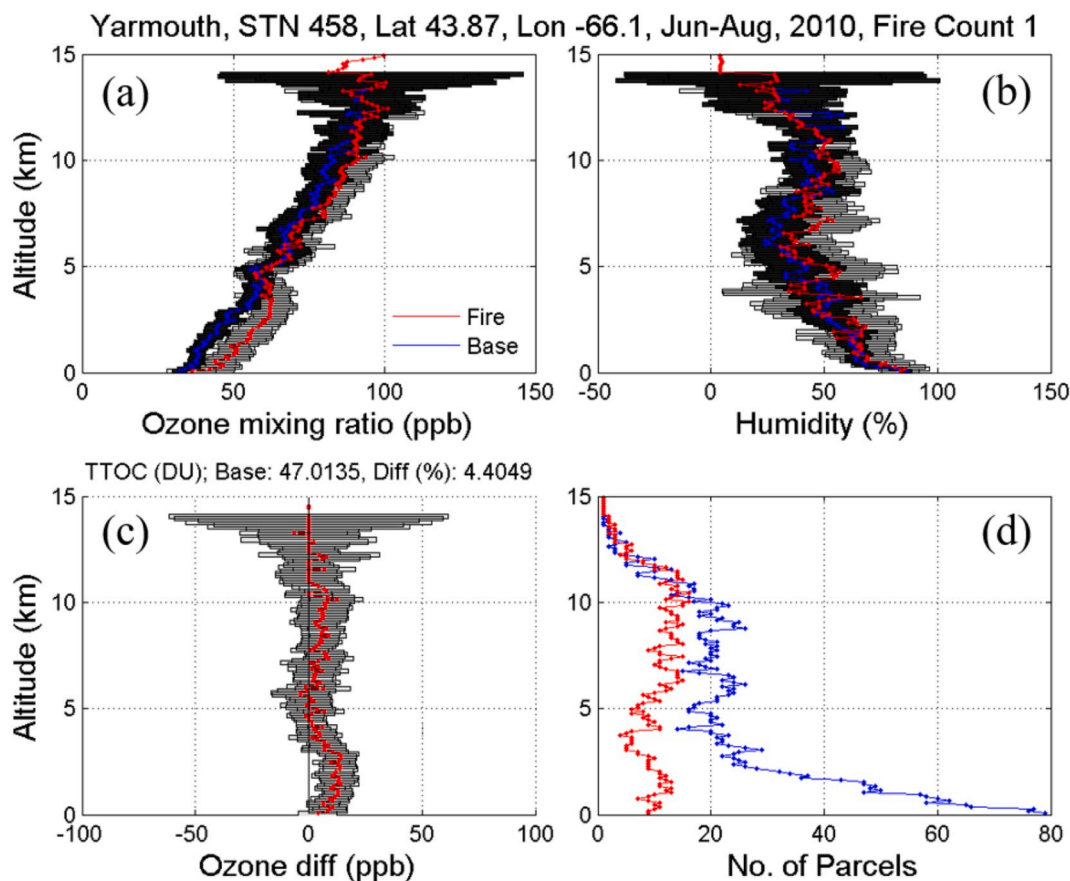 Yarmouth, STN 458, Lat 43.87, Lon -66.1, Jun-Aug, 2010, Fire Count 1
15
10
5
0
Altitude (km)
(a)
Fire
Base
0
50
100
150
Ozone mixing ratio (ppb)
15
10
5
0
(b)
-50
0
50
100
150
Humidity (%)
TTOC (DU); Base: 47.0135, Diff (%): 4.4049
15
10
5
0
Altitude (km)
(c)
-100
-50
0
50
100
Ozone diff (ppb)
15
10
5
0
(d)
0
20
40
60
80
No. of Parcels